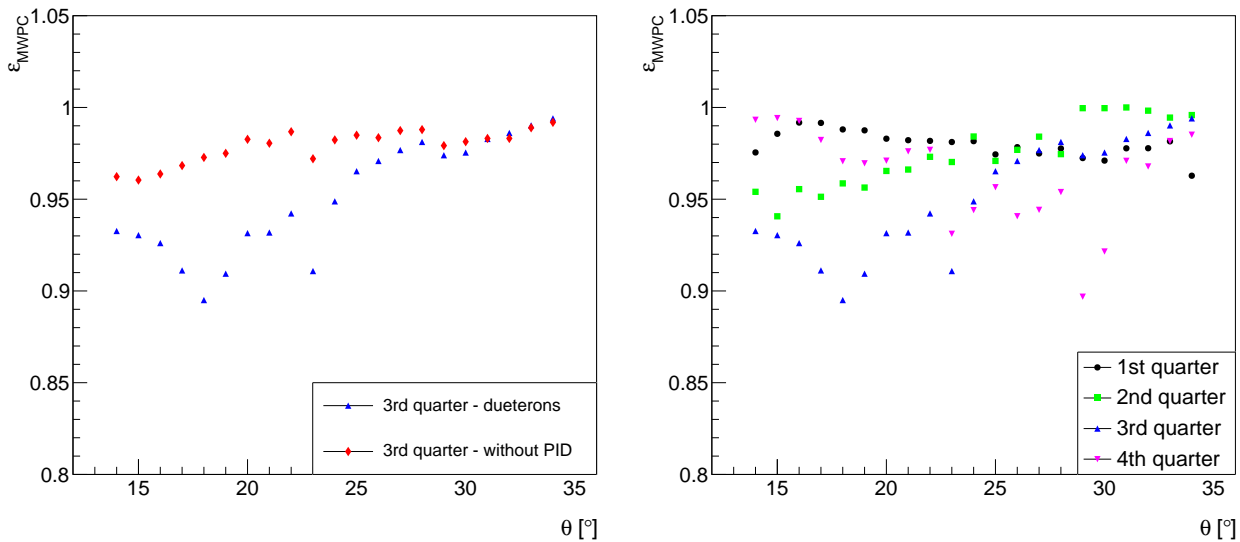 ε_MWPC
1.05
1
0.95
0.9
0.85
0.8
15 20 25 30 35
θ [°]
3rd quarter - dueterons
3rd quarter - without PID
ε_MWPC
1.05
1
0.95
0.9
0.85
0.8
15 20 25 30 35
θ [°]
1st quarter
2nd quarter
3rd quarter
4th quarter